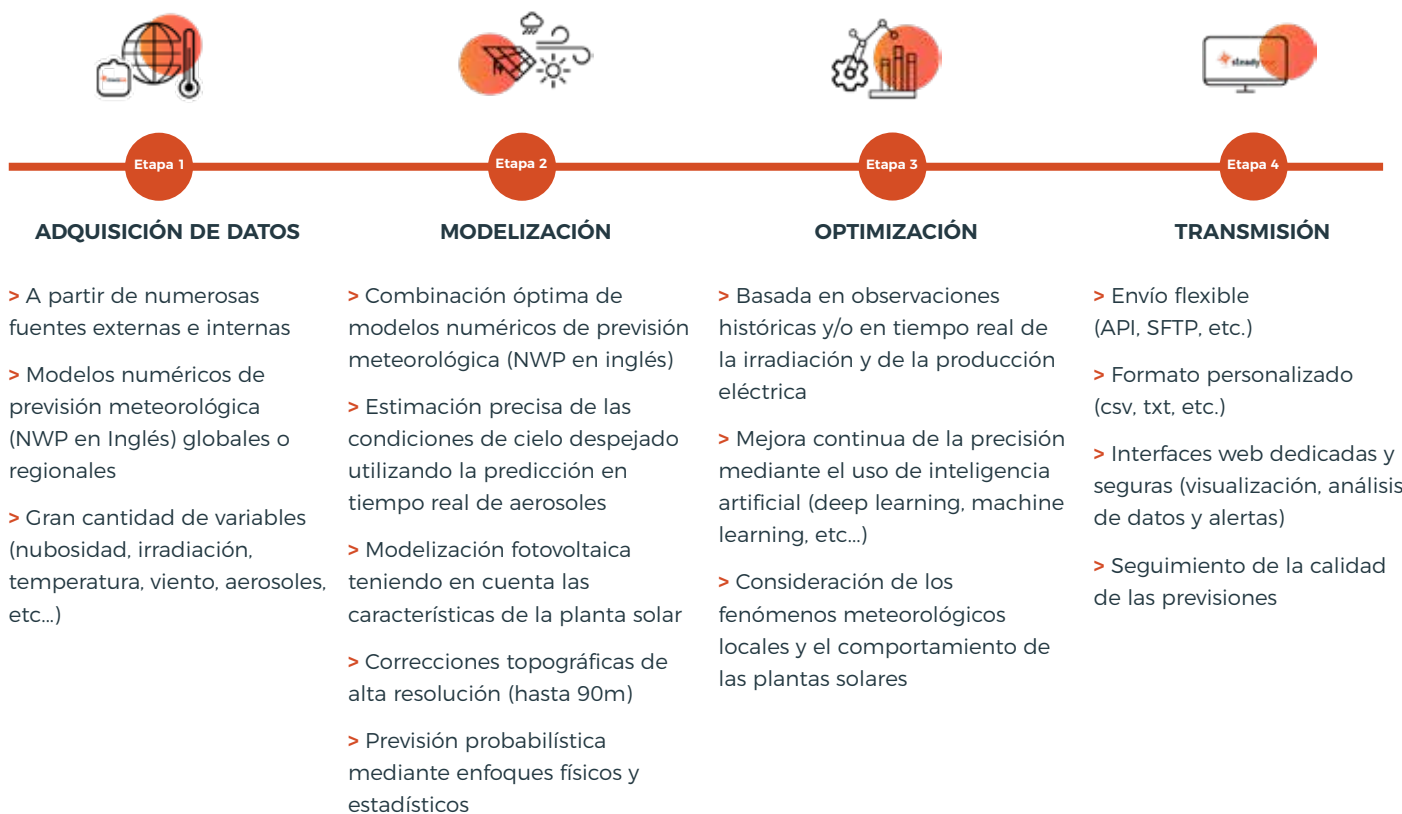 steady
Etapa 1
Etapa 2
Etapa 3
Etapa 4
ADQUISICIÓN DE DATOS
> A partir de numerosas
fuentes externas e internas
> Modelos numéricos de
previsión meteorológica
(NWP en Inglés) globales o
regionales
> Gran cantidad de variables
(nubosidad, irradiación,
temperatura, viento, aerosoles,
etc...)
MODELIZACIÓN
> Combinación óptima de
modelos numéricos de previsión
meteorológica (NWP en inglés)
> Estimación precisa de las
condiciones de cielo despejado
utilizando la predicción en
tiempo real de aerosoles
> Modelización fotovoltaica
teniendo en cuenta las
características de la planta solar
> Correcciones topográficas de
alta resolución (hasta 90m)
> Previsión probabilística
mediante enfoques físicos y
estadísticos
OPTIMIZACIÓN
> Basada en observaciones
históricas y/o en tiempo real de
la irradiación y de la producción
eléctrica
> Mejora continua de la precisión
mediante el uso de inteligencia
artificial (deep learning, machine
learning, etc...)
> Consideración de los
fenómenos meteorológicos
locales y el comportamiento de
las plantas solares
TRANSMISIÓN
> Envío flexible
(API, SFTP, etc.)
> Formato personalizado
(csv, txt, etc.)
> Interfaces web dedicadas y
seguras (visualización, análisis
de datos y alertas)
> Seguimiento de la calidad
de las previsiones